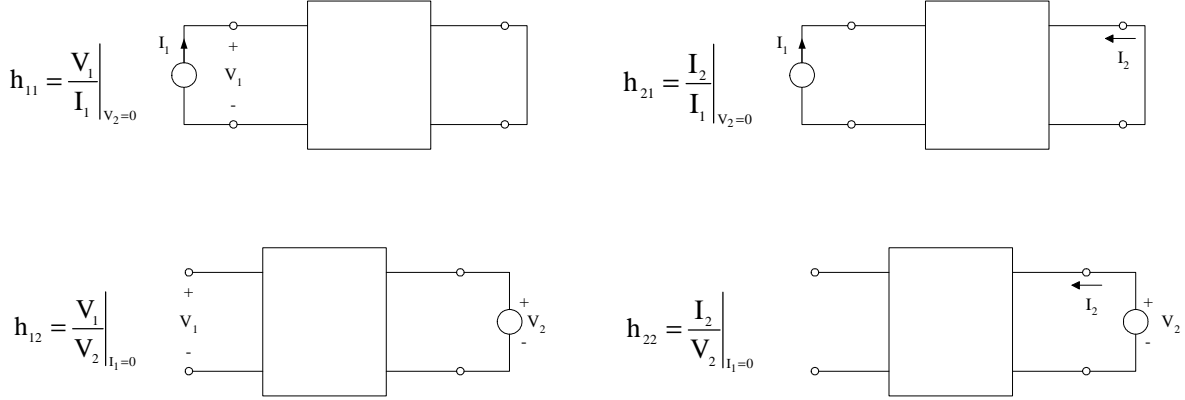 h₁₁ = V₁/I₁ |V₂=0
I₁
+
V₁
-
h₂₁ = I₂/I₁ |V₂=0
I₁
I₂
h₁₂ = V₁/V₂ |I₁=0
+
V₁
-
+
V₂
-
h₂₂ = I₂/V₂ |I₁=0
I₂
+
V₂
-